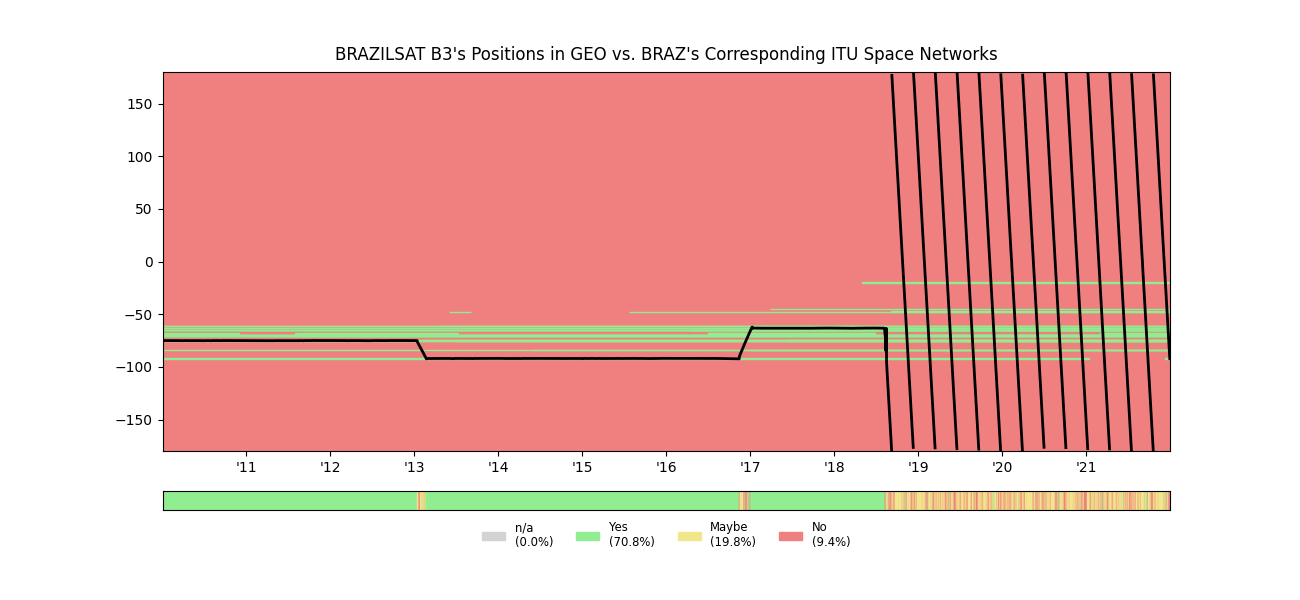 BRAZILSAT B3's Positions in GEO vs. BRAZ's Corresponding ITU Space Networks
150
100
50
0
−50
−100
−150
'11 '12 '13 '14 '15 '16 '17 '18 '19 '20 '21
n/a Yes Maybe No
(0.0%) (70.8%) (19.8%) (9.4%)